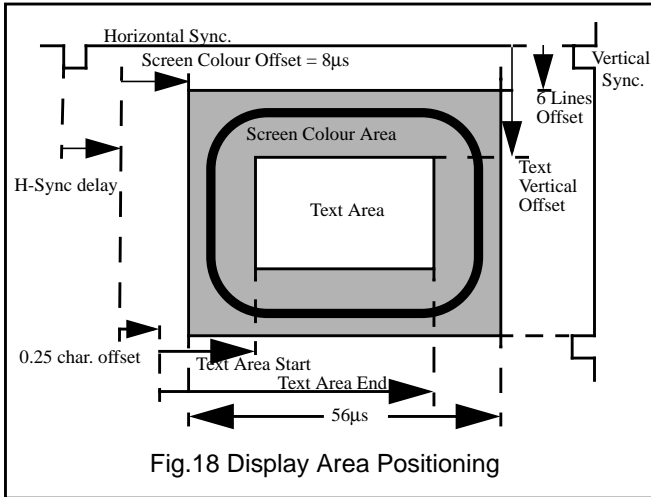 Horizontal Sync.
Screen Colour Offset = 8µs
Vertical
Sync.
6 Lines
Offset
Screen Colour Area
H-Sync delay
Text
Vertical
Offset
Text Area
0.25 char. offset
Text Area Start
Text Area End
56µs
Fig.18 Display Area Positioning